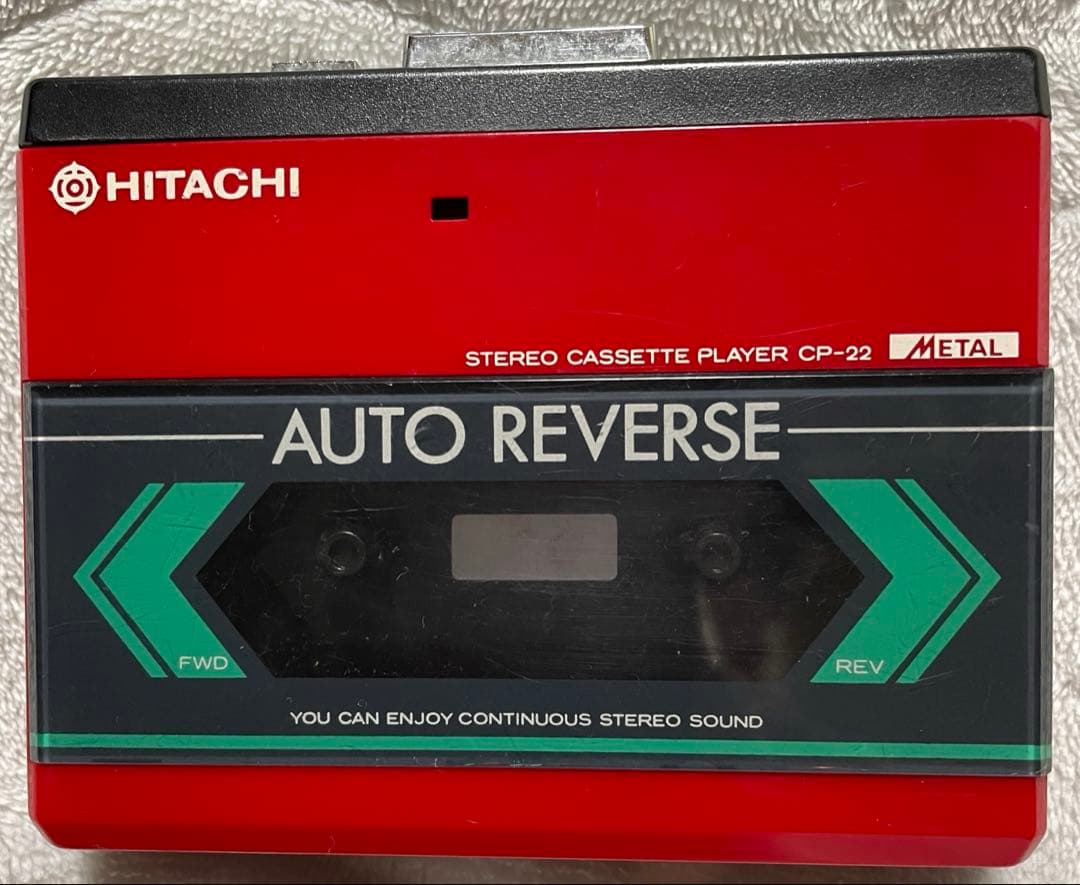 HITACHI
STEREO CASSETTE PLAYER CP-22 METAL
AUTO REVERSE
FWD
REV
YOU CAN ENJOY CONTINUOUS STEREO SOUND